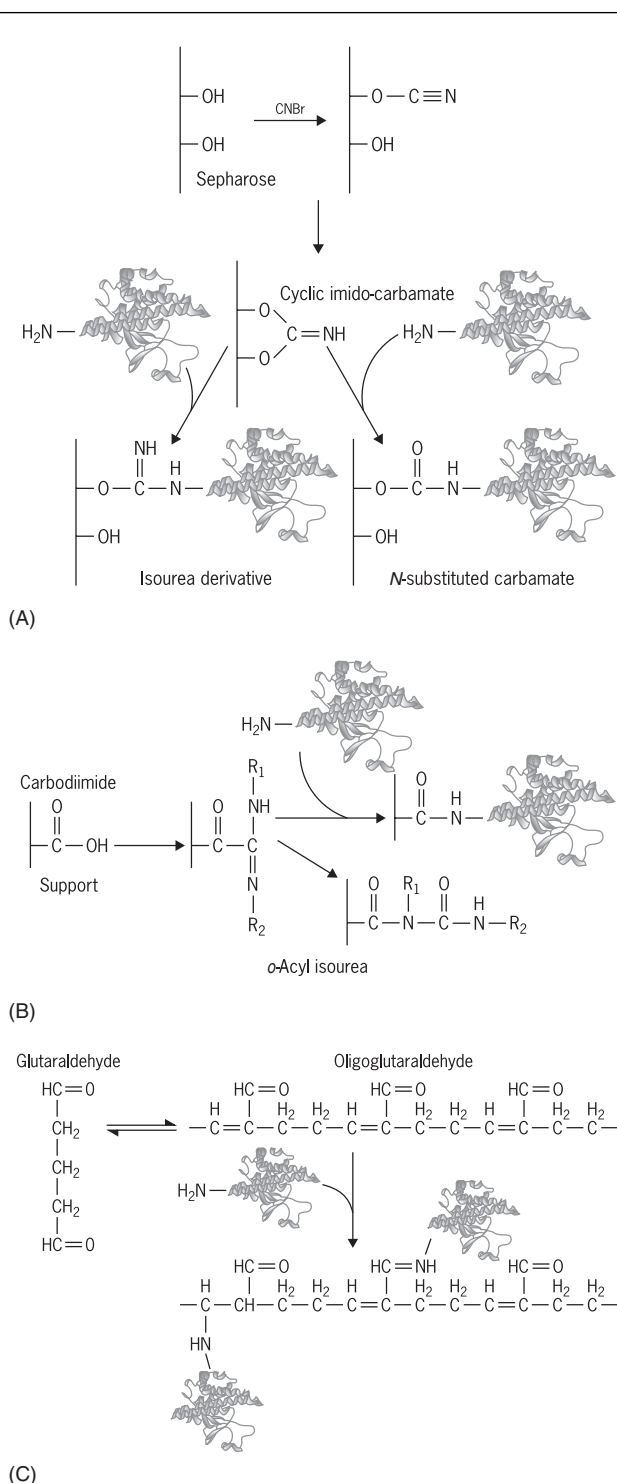 OH
CNBr
O — C ≡ N
OH
OH
Sepharose
Cyclic imido-carbamate
H₂N
O
C = NH
O
H₂N
NH
H
O — C — N
OH
Isourea derivative
O
H
O — C — N
OH
N-substituted carbamate
(A)
H₂N
Carbodiimide
O
C — OH
Support
R₁
O
NH
C — C
N
R₂
O
H
C — N
O
R₁
O
H
C — N — C — N — R₂
o-Acyl isourea
(B)
Glutaraldehyde
HC = O
CH₂
CH₂
CH₂
HC = O
Oligoglutaraldehyde
HC = O HC = O HC = O
H H₂ H₂ H H₂ H₂ H H₂ H₂
— C = C — C — C — C = C — C — C — C = C — C — C —
H₂N
HC = O HC = NH HC = O
H H₂ H₂ H H₂ H₂ H H₂ H₂
— C — CH — C — C — C = C — C — C — C = C — C — C —
HN
(C)